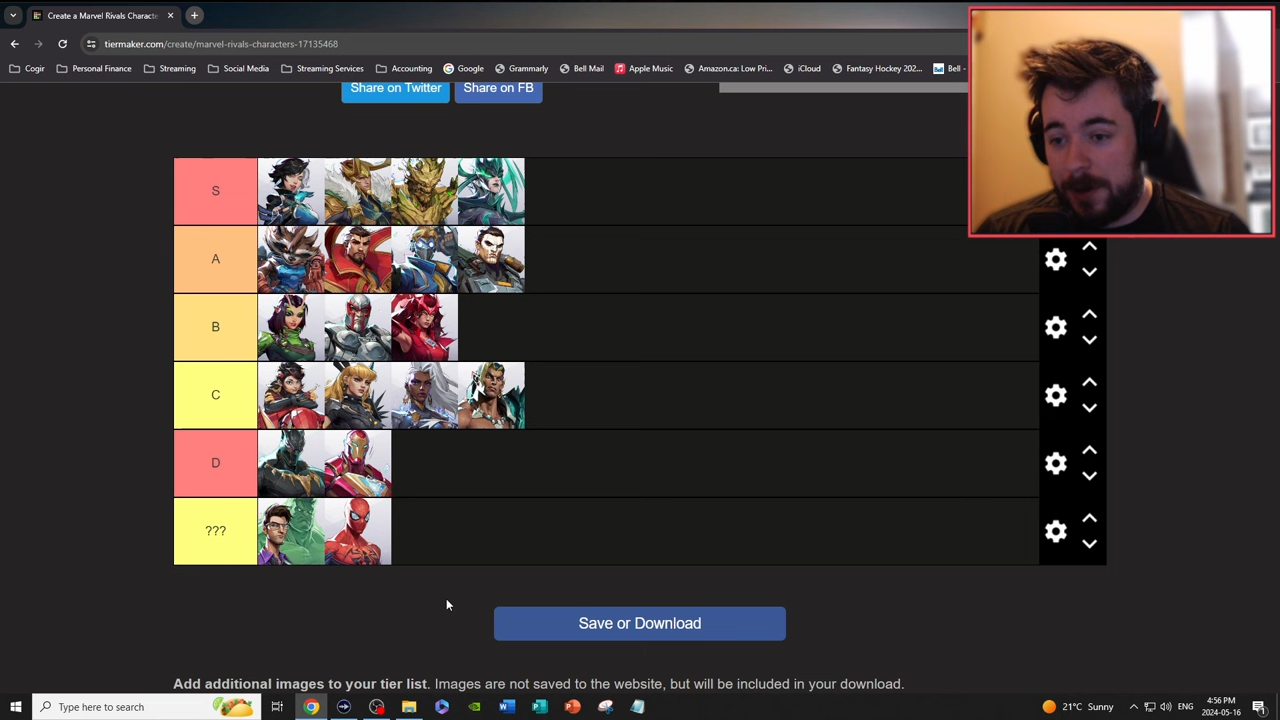 Create a Marvel Rivals Characte
tiermaker.com/create/marvel-rivals-characters-17135468
Cogir Personal Finance Streaming Social Media Streaming Services Accounting Google Grammarly Bell Mail Apple Music Amazon.ca: Low Pri... iCloud Fantasy Hockey 202... Bell -
Share on Twitter Share on FB
S
A
B
C
D
???
Save or Download
Add additional images to your tier list. Images are not saved to the website, but will be included in your download.
Type here to search
21°C Sunny
ENG
4:56 PM
2024-05-16